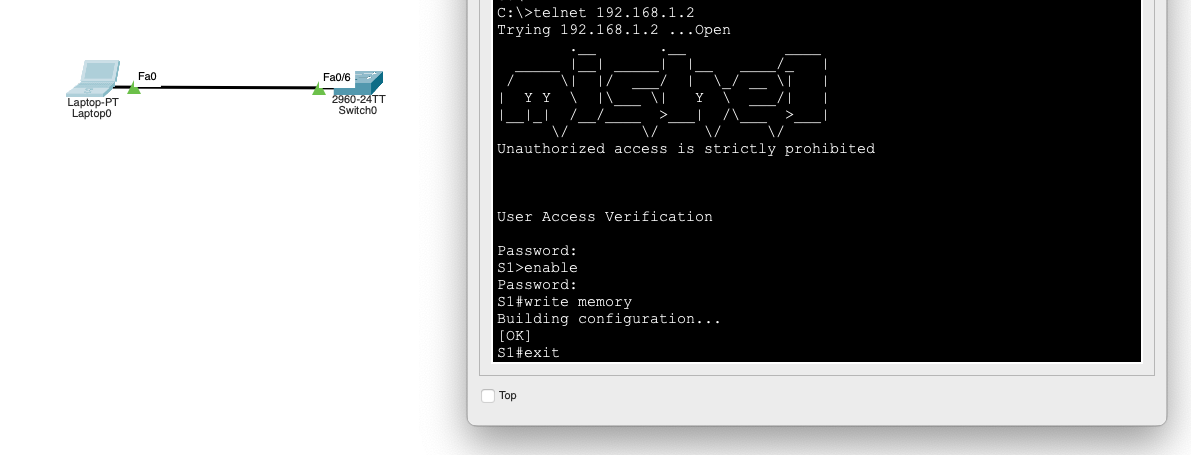 Fa0
Fa0/6
Laptop-PT
Laptop0
2960-24TT
Switch0
C:\>telnet 192.168.1.2
Trying 192.168.1.2 ...Open
Unauthorized access is strictly prohibited
User Access Verification
Password:
S1>enable
Password:
S1#write memory
Building configuration...
[OK]
S1#exit
Top